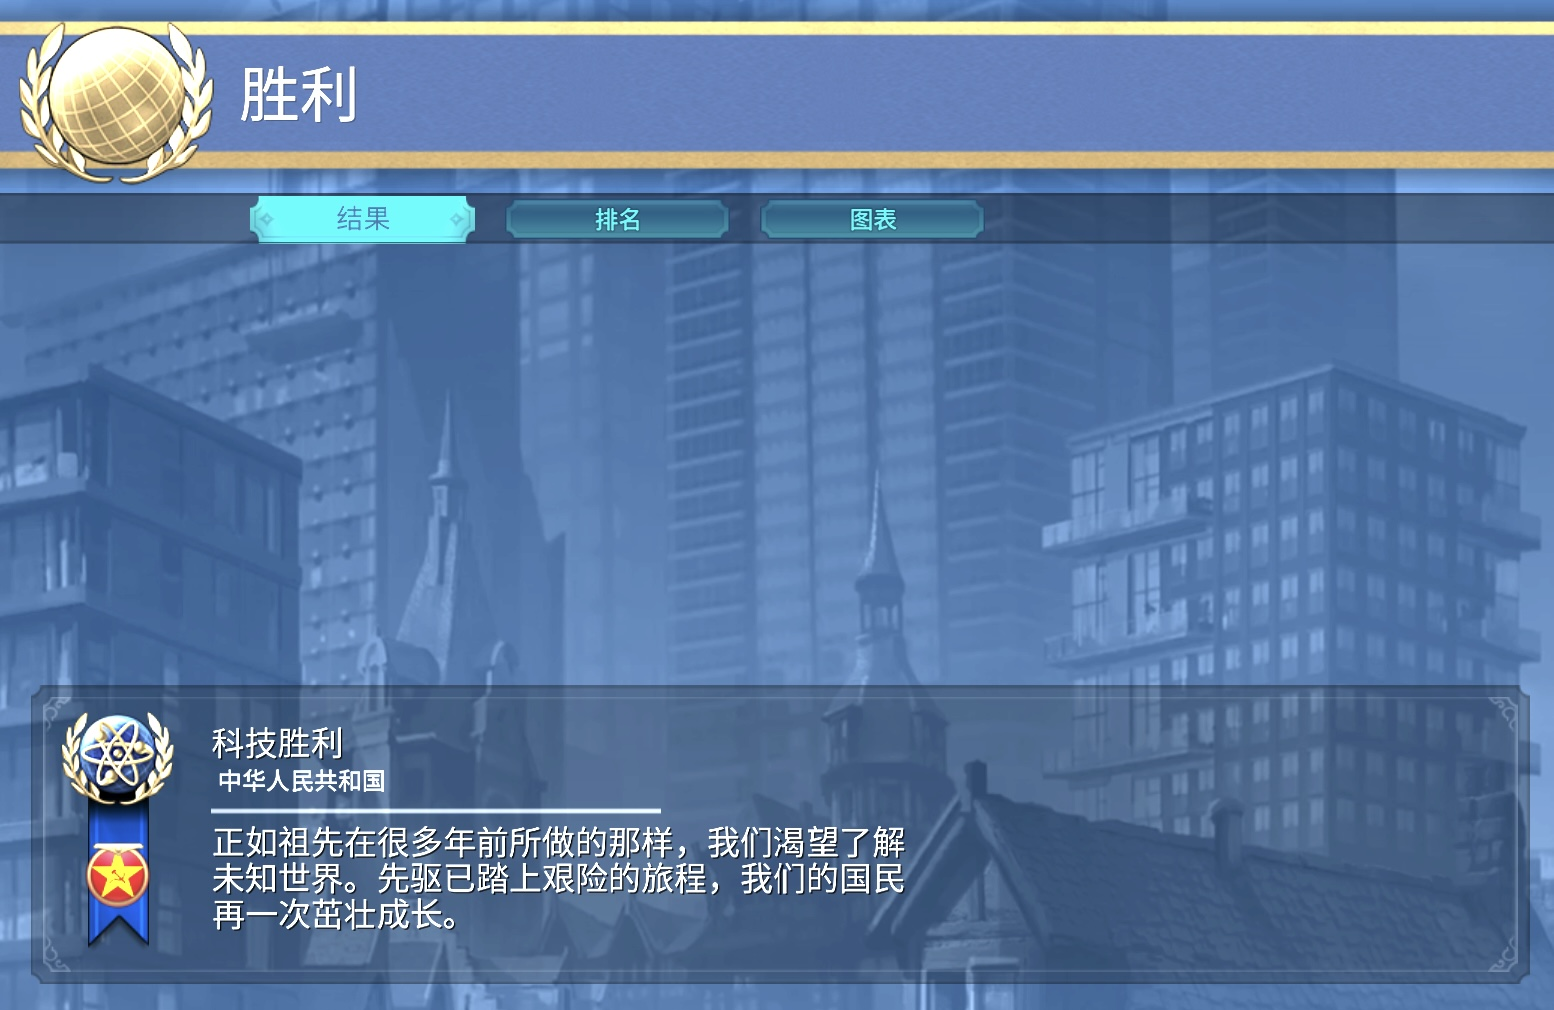 胜利
结果
排名
图表
科技胜利
中华人民共和国
正如祖先在很多年前所做的那样，我们渴望了解
未知世界。先驱已踏上艰险的旅程，我们的国民
再一次茁壮成长。